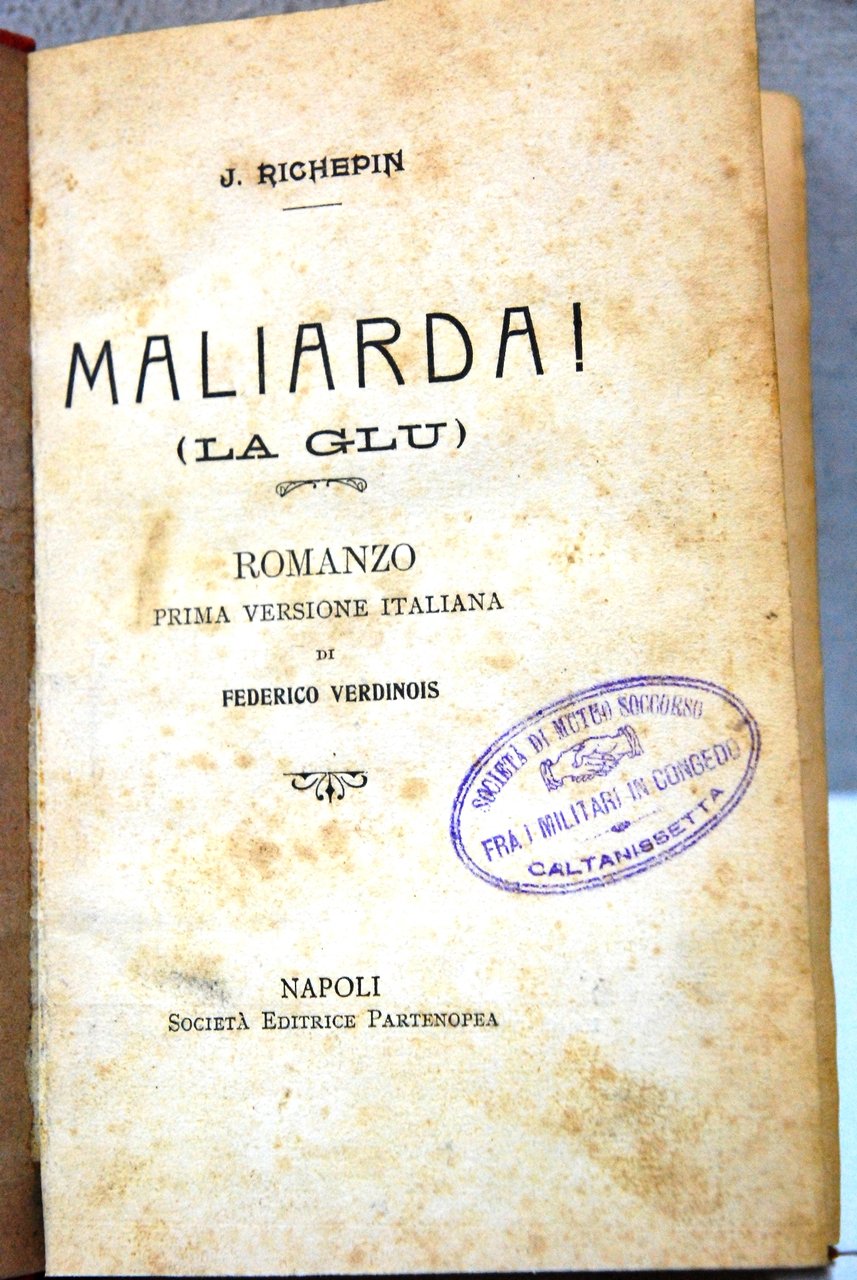 J. RICHEPIN
MALIARDA!
(LA GLU)
ROMANZO
PRIMA VERSIONE ITALIANA
DI
FEDERICO VERDINOIS
SOCIETÀ DI MUTUO SOCCORSO
FRA I MILITARI IN CONGEDO
CALTANISSETTA
NAPOLI
SOCIETÀ EDITRICE PARTENOPEA